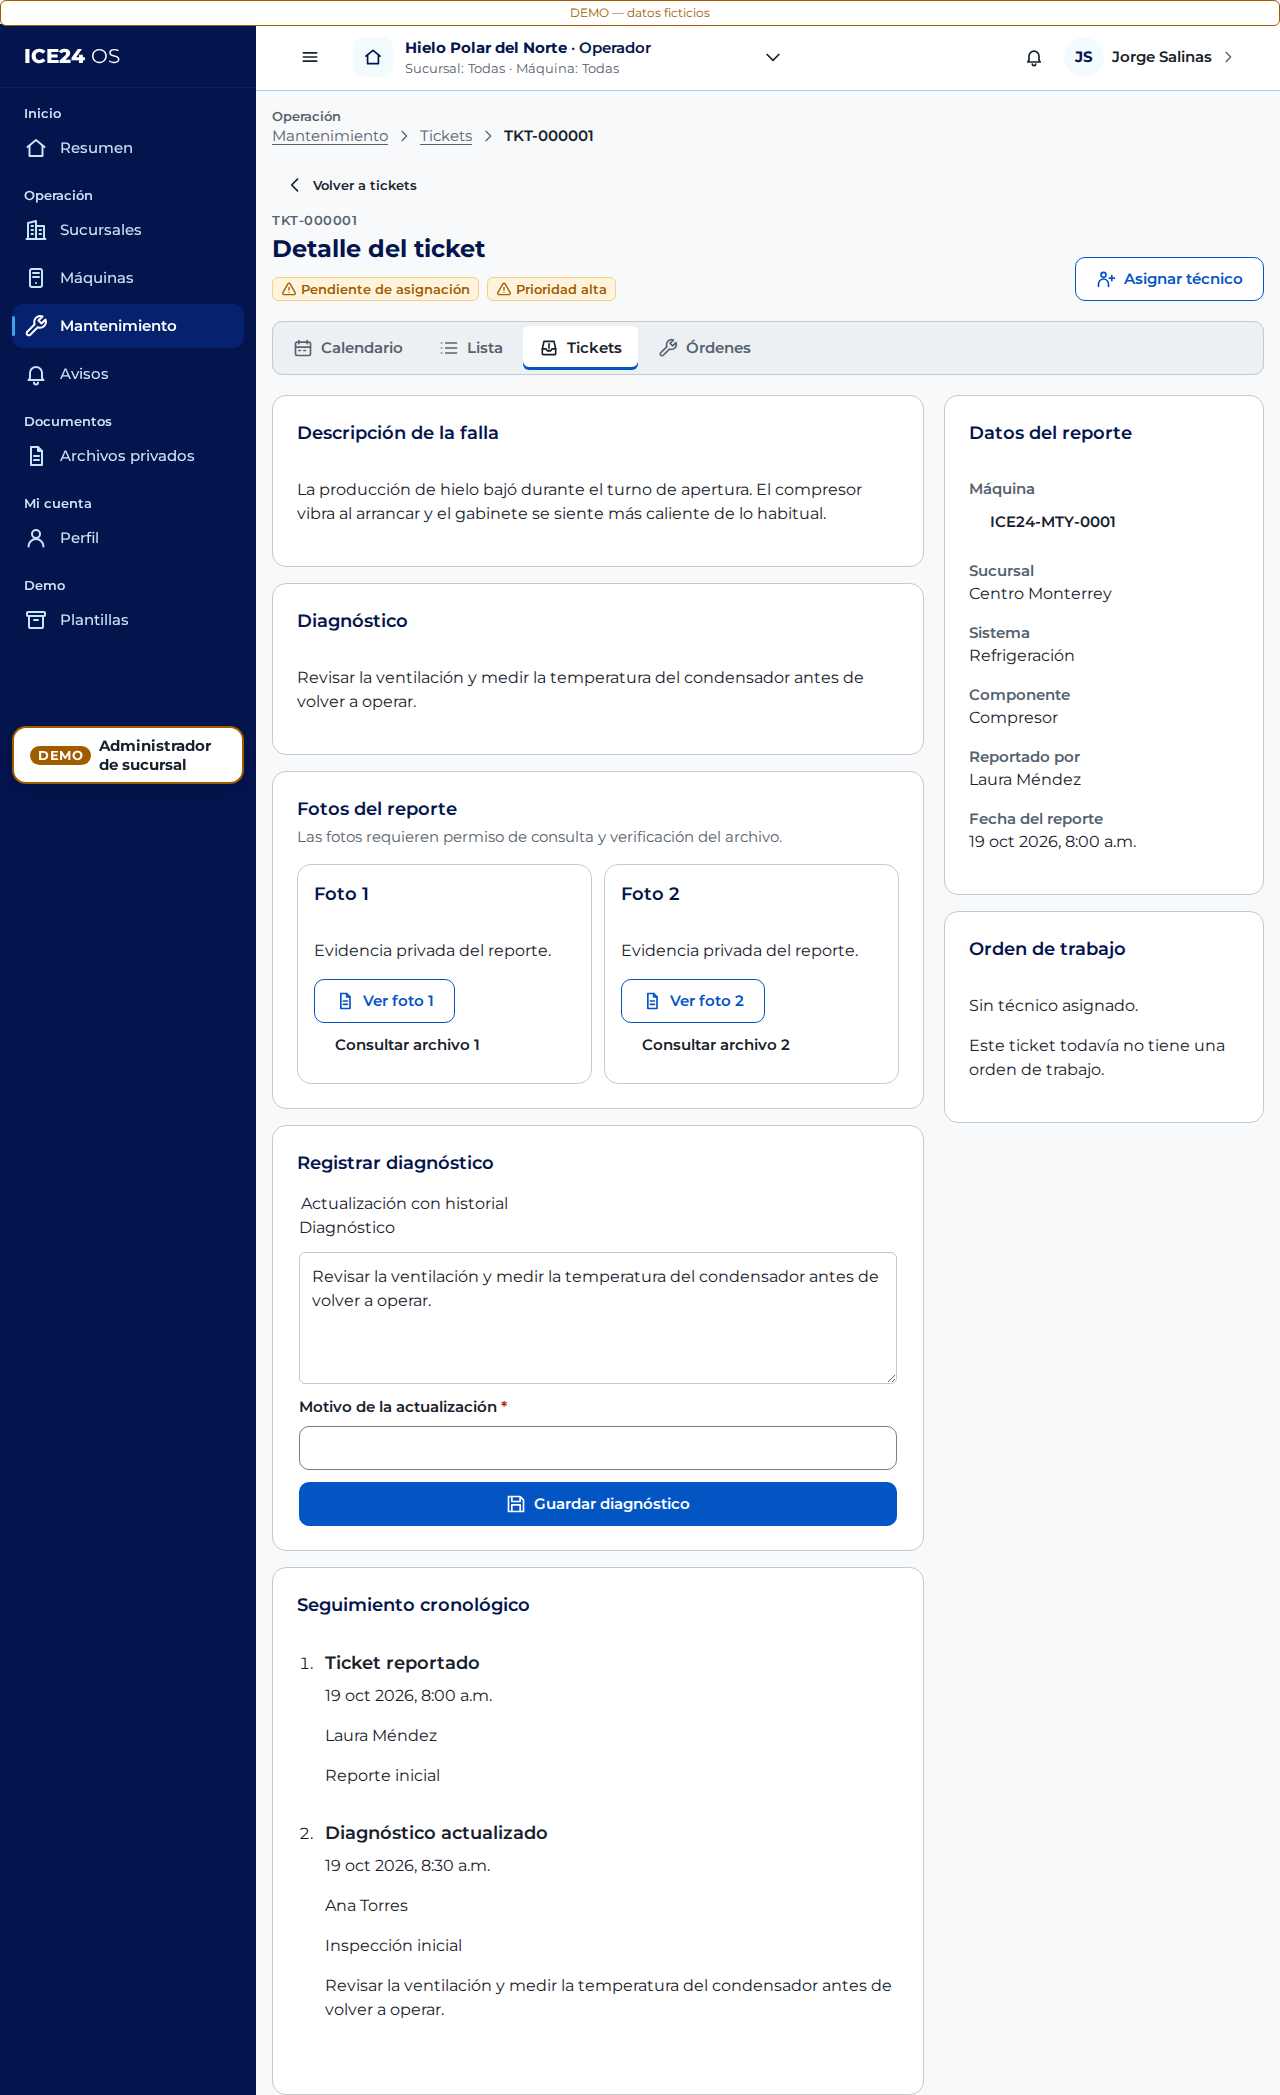 DEMO — datos ficticios
ICE24 OS
Inicio
Resumen
Operación
Sucursales
Máquinas
Mantenimiento
Avisos
Documentos
Archivos privados
Mi cuenta
Perfil
Demo
Plantillas
DEMO
Administrador
de sucursal
Hielo Polar del Norte · Operador
Sucursal: Todas · Máquina: Todas
JS
Jorge Salinas
Operación
Mantenimiento
Tickets
TKT-000001
Volver a tickets
TKT-000001
Detalle del ticket
Pendiente de asignación
Prioridad alta
Asignar técnico
Calendario
Lista
Tickets
Órdenes
Descripción de la falla
La producción de hielo bajó durante el turno de apertura. El compresor
vibra al arrancar y el gabinete se siente más caliente de lo habitual.
Diagnóstico
Revisar la ventilación y medir la temperatura del condensador antes de
volver a operar.
Fotos del reporte
Las fotos requieren permiso de consulta y verificación del archivo.
Foto 1
Evidencia privada del reporte.
Ver foto 1
Consultar archivo 1
Foto 2
Evidencia privada del reporte.
Ver foto 2
Consultar archivo 2
Registrar diagnóstico
Actualización con historial
Diagnóstico
Revisar la ventilación y medir la temperatura del condensador antes de
volver a operar.
Motivo de la actualización *
Guardar diagnóstico
Seguimiento cronológico
1. Ticket reportado
19 oct 2026, 8:00 a.m.
Laura Méndez
Reporte inicial
2. Diagnóstico actualizado
19 oct 2026, 8:30 a.m.
Ana Torres
Inspección inicial
Revisar la ventilación y medir la temperatura del condensador antes de
volver a operar.
Datos del reporte
Máquina
ICE24-MTY-0001
Sucursal
Centro Monterrey
Sistema
Refrigeración
Componente
Compresor
Reportado por
Laura Méndez
Fecha del reporte
19 oct 2026, 8:00 a.m.
Orden de trabajo
Sin técnico asignado.
Este ticket todavía no tiene una
orden de trabajo.